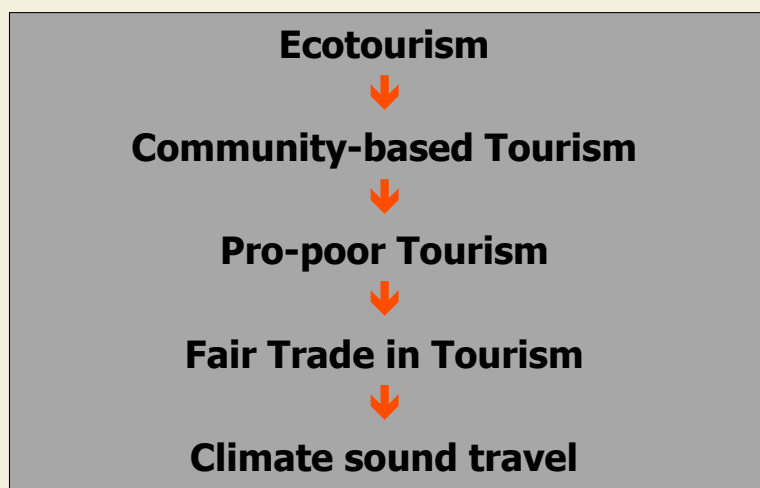 Ecotourism
Community-based Tourism
Pro-poor Tourism
Fair Trade in Tourism
Climate sound travel